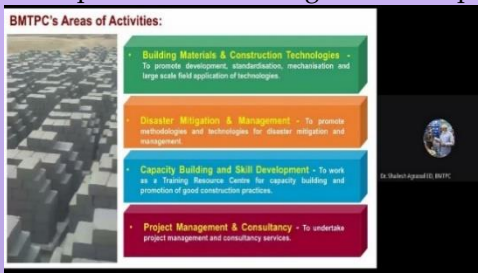 BMTPC's Areas of Activities:
• Building Materials & Construction Technologies -
To promote development, standardisation, mechanisation and
large scale field application of technologies.
• Disaster Mitigation & Management - To promote
methodologies and technologies for disaster mitigation and
management.
• Capacity Building and Skill Development - To work
as a Training Resource Centre for capacity building and
promotion of good construction practices.
• Project Management & Consultancy - To undertake
project management and consultancy services.
Dr. Shailesh Agrawal ED, BMTPC